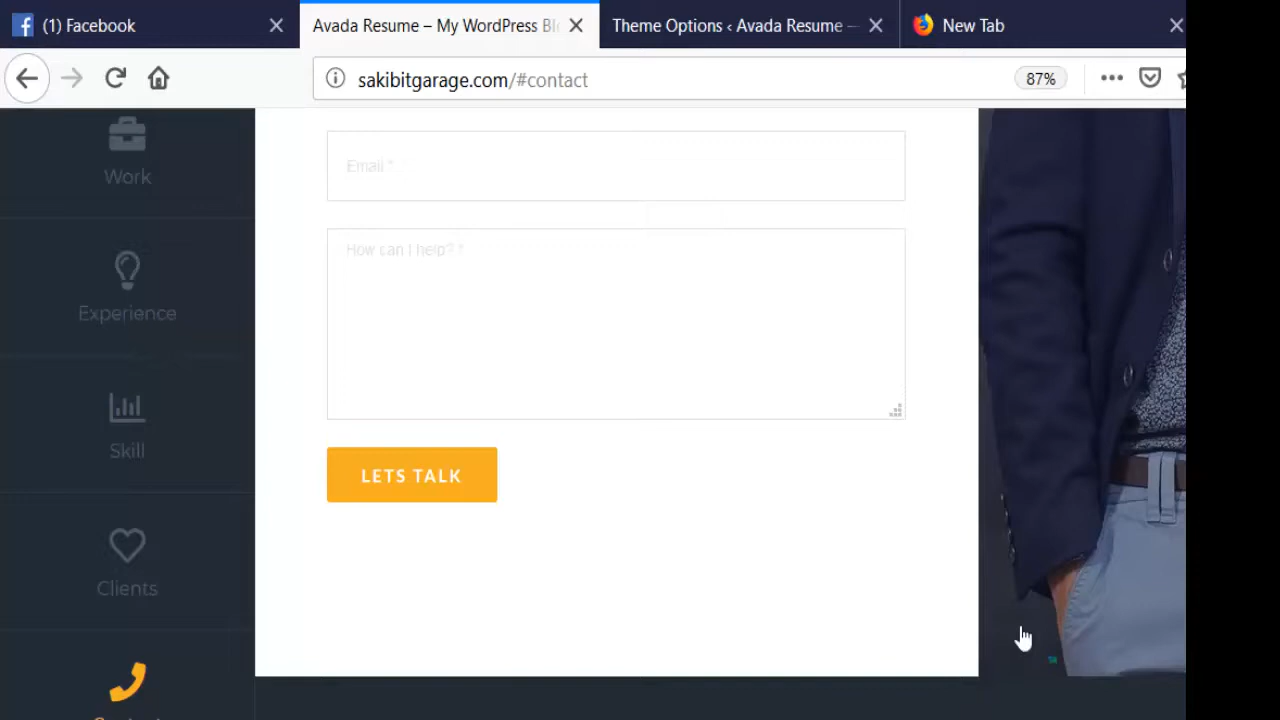 (1) Facebook
Avada Resume – My WordPress Bl
Theme Options ‹ Avada Resume —
New Tab
sakibitgarage.com/#contact
87%
Work
Experience
Skill
Clients
Email *
How can I help? *
LETS TALK